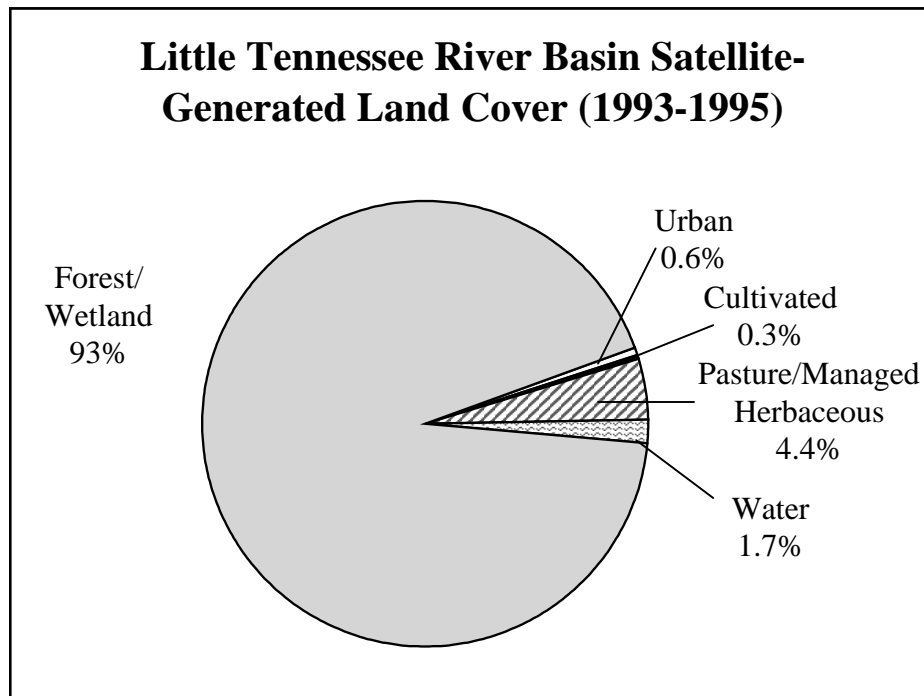 Little Tennessee River Basin Satellite-
Generated Land Cover (1993-1995)
Forest/
Wetland
93%
Urban
0.6%
Cultivated
0.3%
Pasture/Managed
Herbaceous
4.4%
Water
1.7%